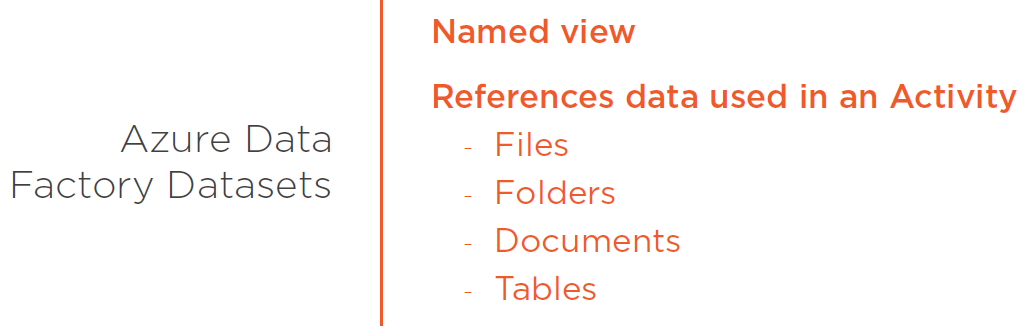 Azure Data
Factory Datasets
Named view
References data used in an Activity
- Files
- Folders
- Documents
- Tables